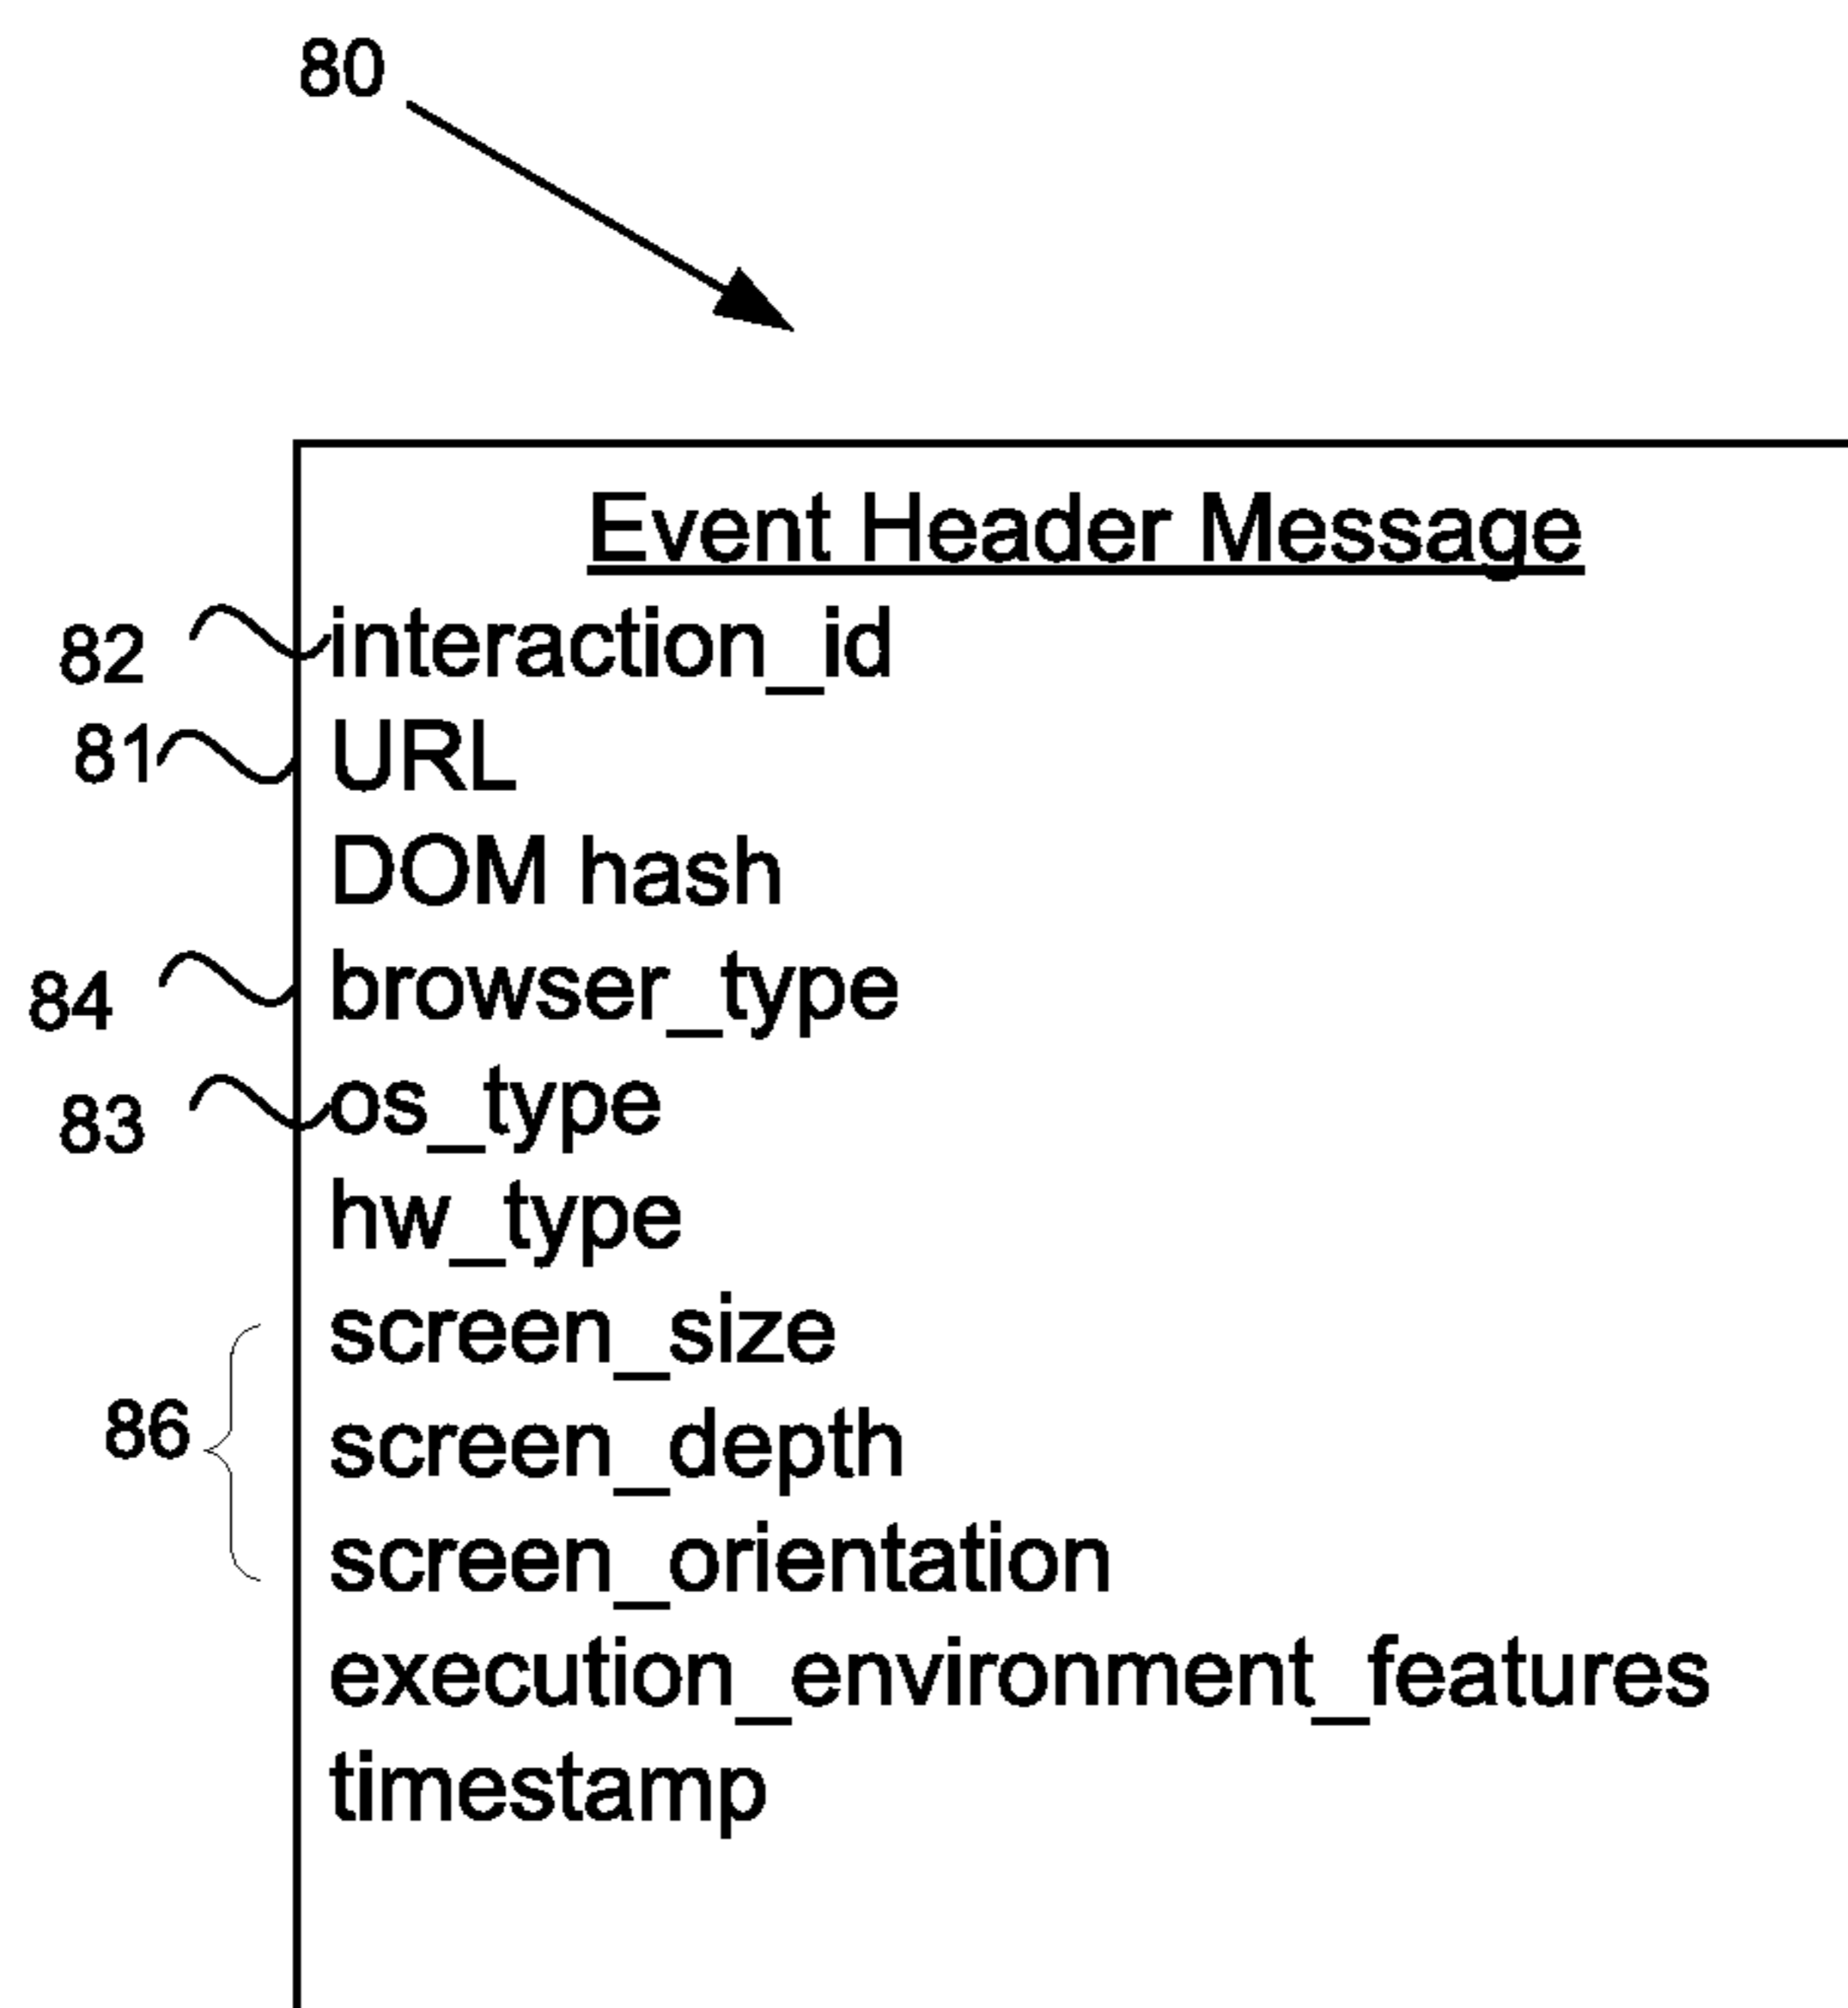 80
Event Header Message
82 interaction_id
81 URL
DOM hash
84 browser_type
83 os_type
hw_type
screen_size
86 screen_depth
screen_orientation
execution_environment_features
timestamp